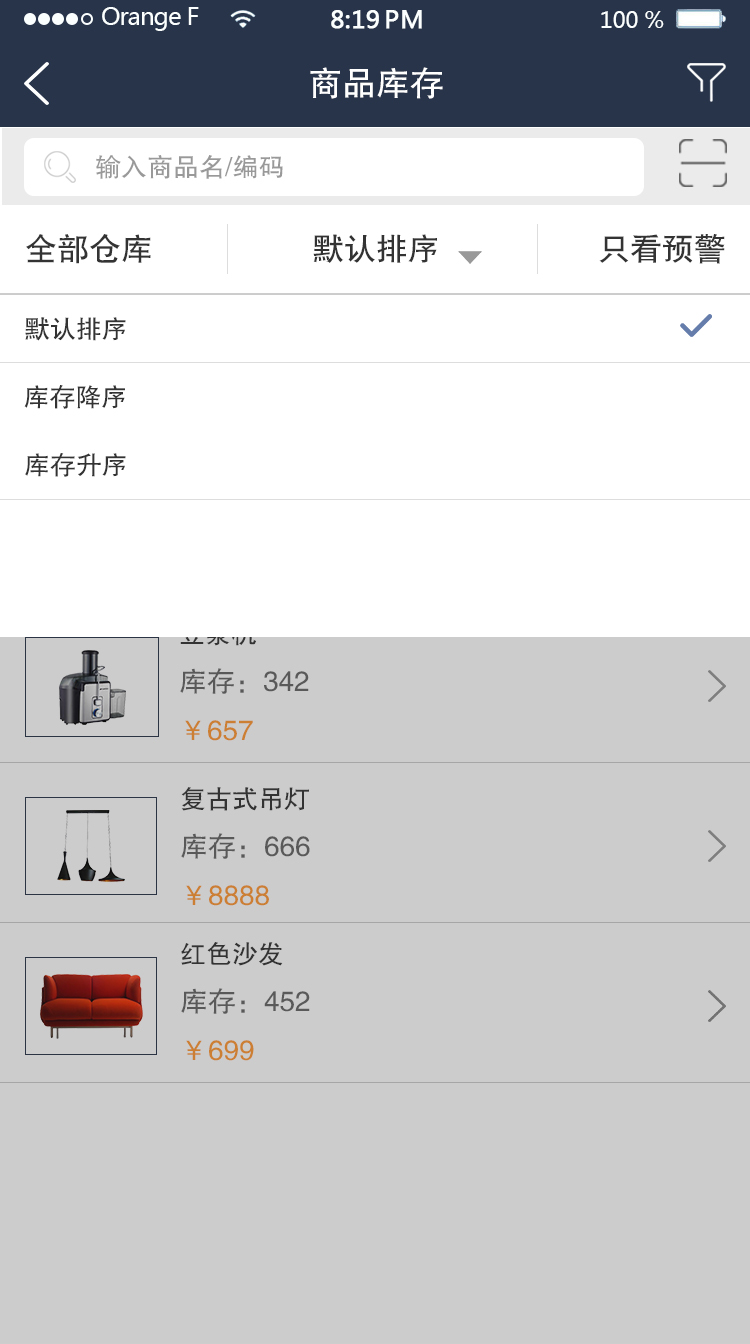 Orange F 8:19 PM 100 %
商品库存
输入商品名/编码
全部仓库 默认排序 只看预警
默认排序
库存降序
库存升序
库存：342
￥657
复古式吊灯
库存：666
￥8888
红色沙发
库存：452
￥699